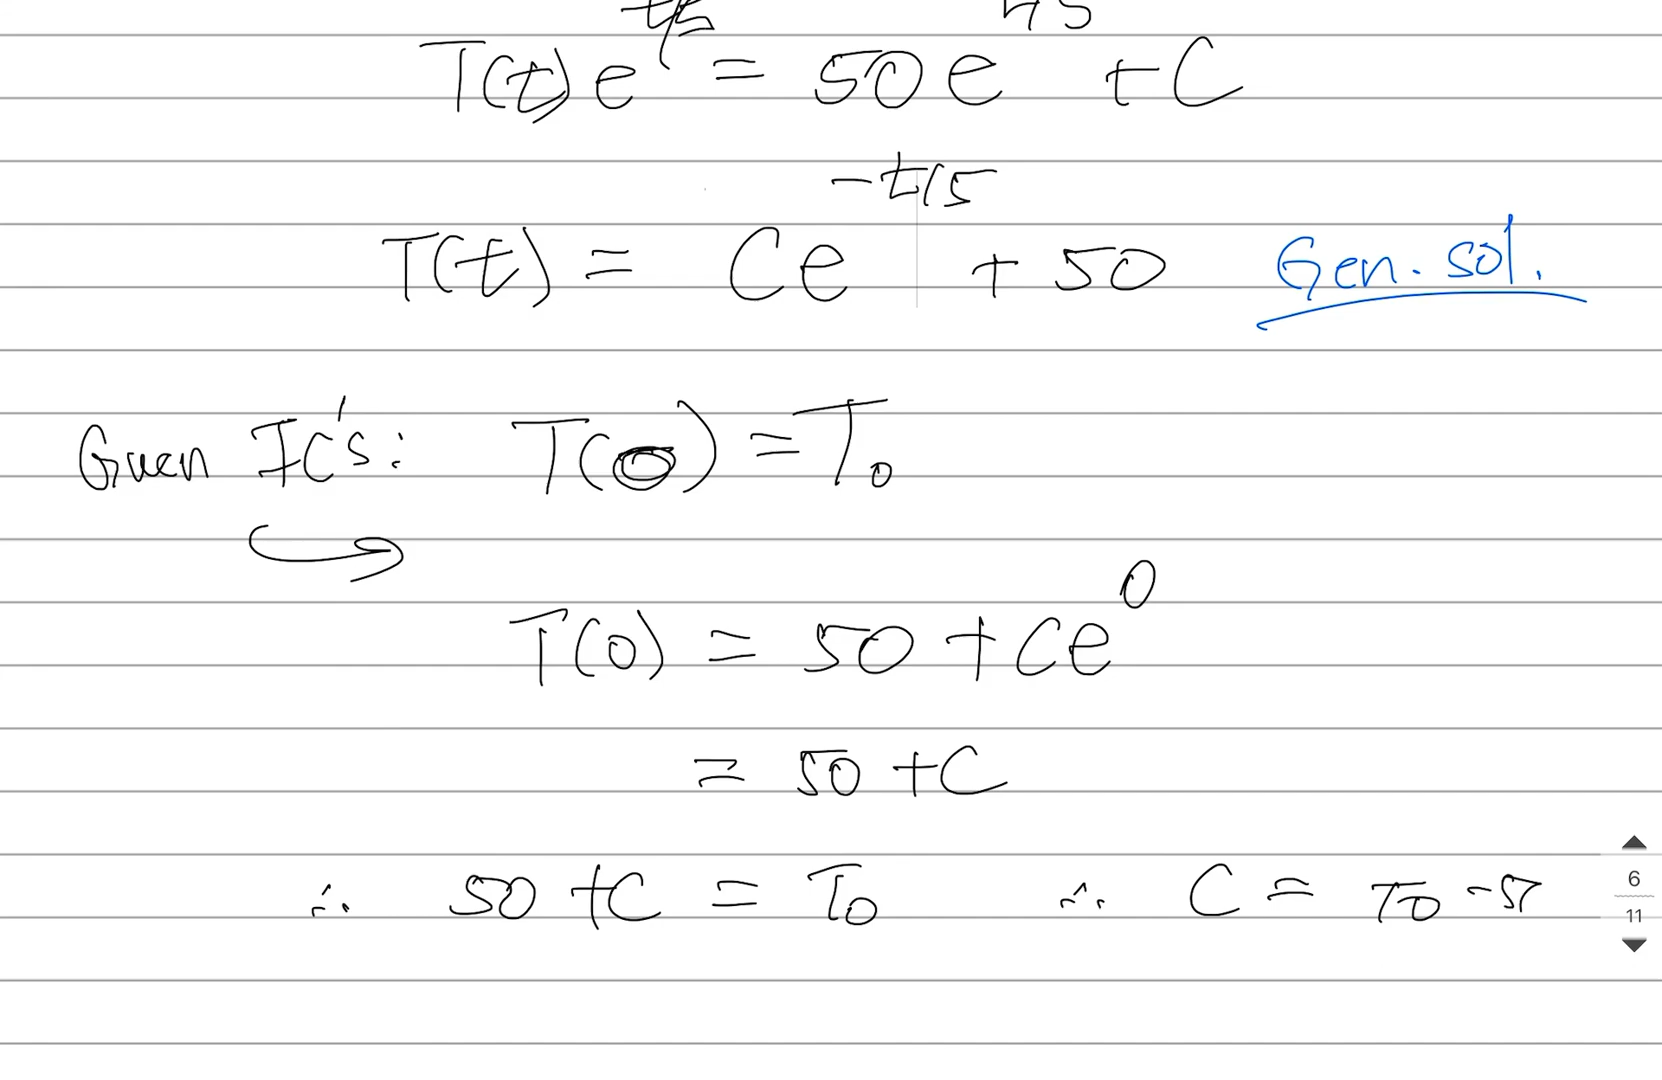 T(t)e^{t/5} = 50e^{t/5} + C
T(t) = Ce^{-t/5} + 50 Gen. sol.
Given IC's: T(0) = T₀
T(0) = 50 + Ce⁰
= 50 + C
∴ 50 + C = T₀ ∴ C = T₀ - 5
6
11